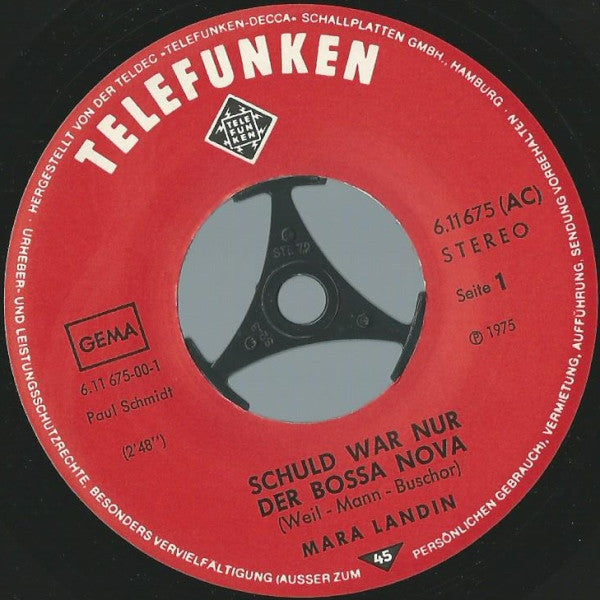 HERGESTELLT VON DER TELDEC »TELEFUNKEN-DECCA« SCHALLPLATTEN GMBH., HAMBURG · URHEBER- UND LEISTUNGSSCHUTZRECHTE, BESONDERS VERVIELFÄLTIGUNG (AUSSER ZUM PERSÖNLICHEN GEBRAUCH), VERMIETUNG, AUFFÜHRUNG, SENDUNG VORBEHALTEN ·
TELEFUNKEN
TELE
FUN
KEN
6.11675 (AC)
STEREO
Seite 1
℗ 1975
GEMA
6.11 675-00-1
Paul Schmidt
(2'48'')
SCHULD WAR NUR
DER BOSSA NOVA
(Weil - Mann - Buschor)
MARA LANDIN
45